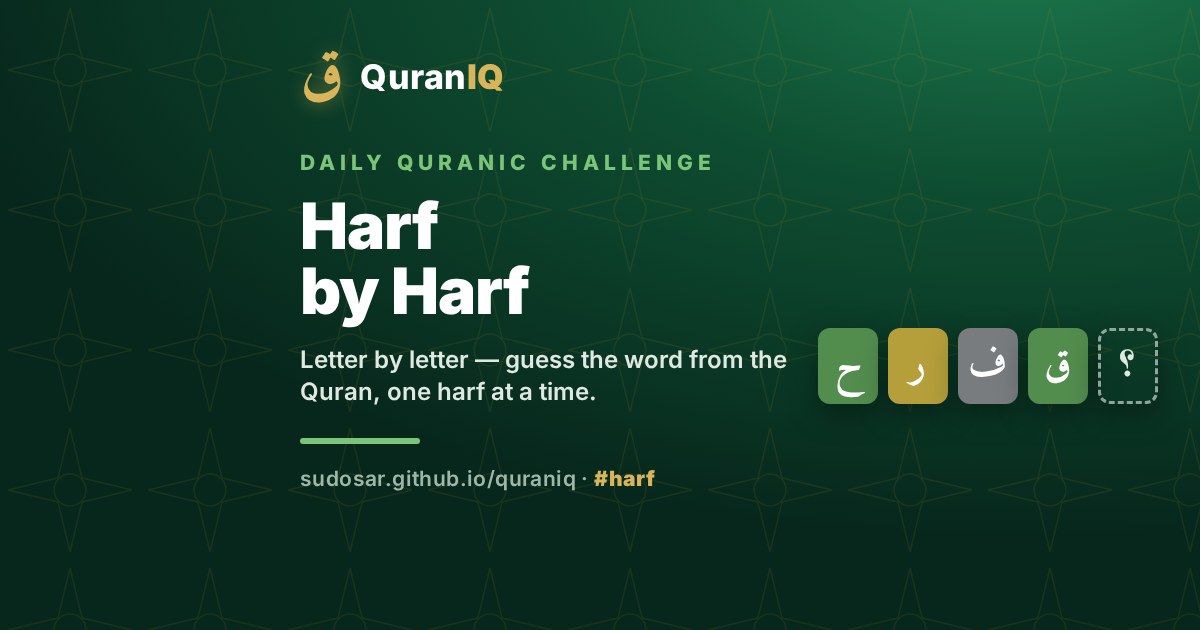 ق QuranIQ
DAILY QURANIC CHALLENGE
Harf
by Harf
Letter by letter — guess the word from the
Quran, one harf at a time.
ح ر ف ق ؟
sudosar.github.io/quraniq · #harf